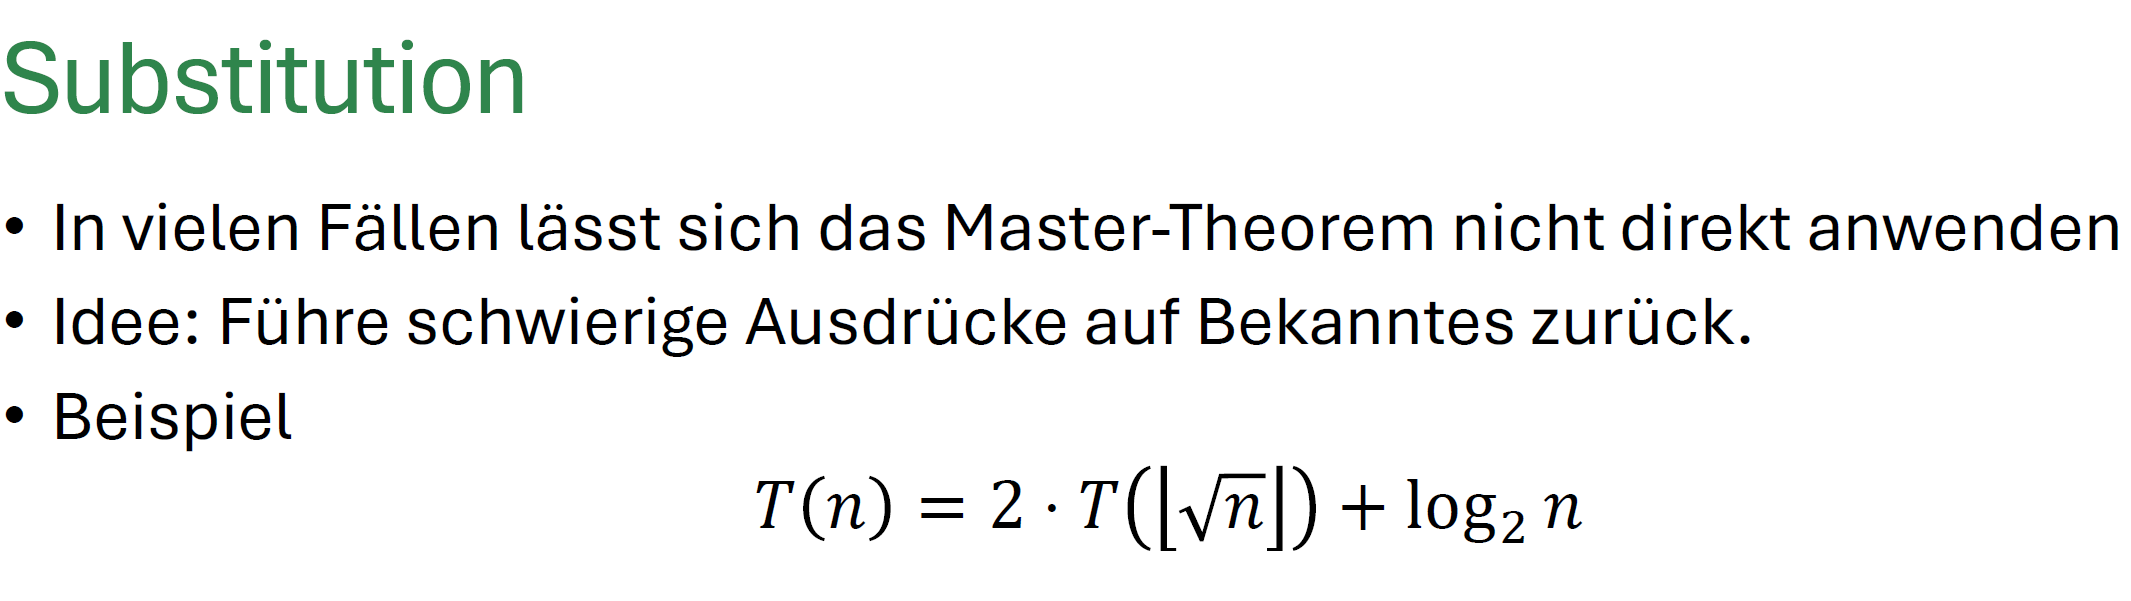 Substitution
• In vielen Fällen lässt sich das Master-Theorem nicht direkt anwenden
• Idee: Führe schwierige Ausdrücke auf Bekanntes zurück.
• Beispiel
T(n) = 2 · T(⌊√n⌋) + log₂ n